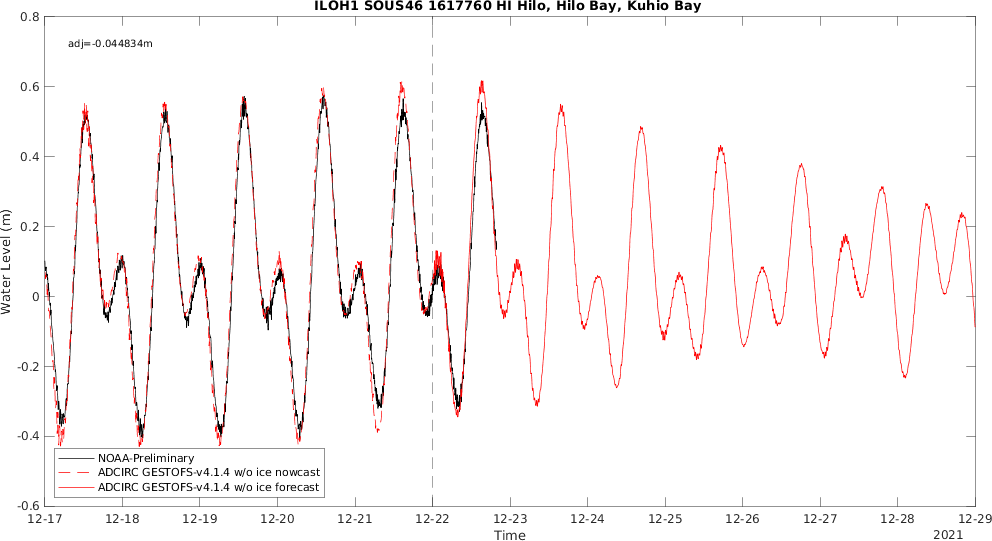 ILOH1 SOUS46 1617760 HI Hilo, Hilo Bay, Kuhio Bay
adj=-0.044834m
0.8
0.6
0.4
0.2
0
-0.2
-0.4
-0.6
Water Level (m)
NOAA-Preliminary
ADCIRC GESTOFS-v4.1.4 w/o ice nowcast
ADCIRC GESTOFS-v4.1.4 w/o ice forecast
12-17 12-18 12-19 12-20 12-21 12-22 12-23 12-24 12-25 12-26 12-27 12-28 12-29
Time
2021